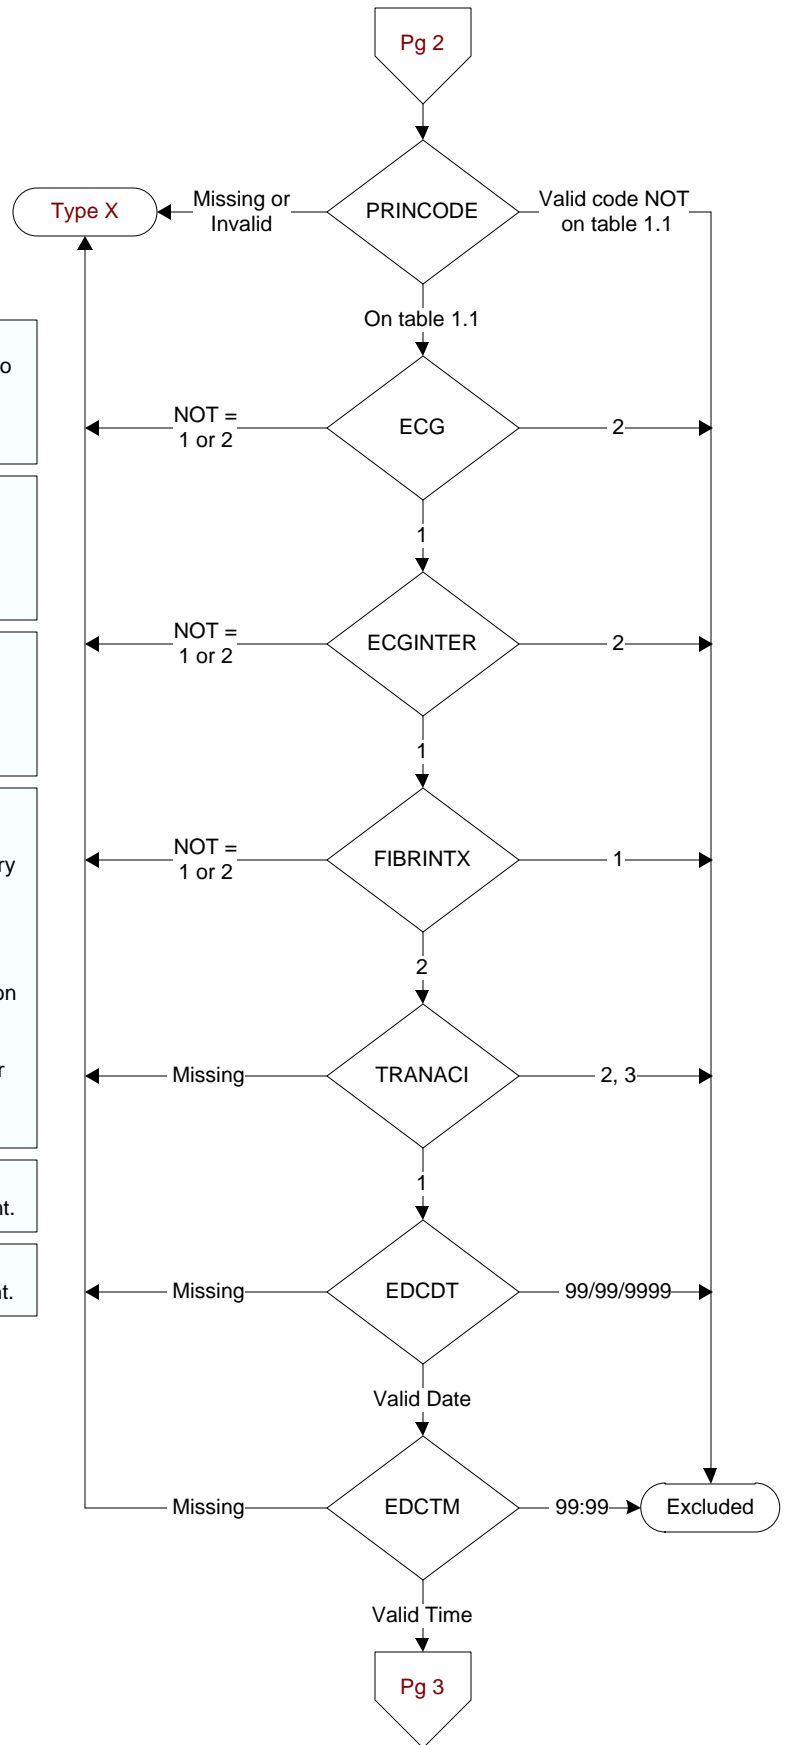 Pg 2
PRINCODE
Missing or
Invalid
Type X
Valid code NOT
on table 1.1
On table 1.1
ECG
NOT =
1 or 2
2
1
ECGINTER
NOT =
1 or 2
2
1
FIBRINTX
NOT =
1 or 2
1
2
TRANACI
Missing
2, 3
1
EDCDT
Missing
99/99/9999
Valid Date
EDCTM
Missing
99:99
Excluded
Valid Time
Pg 3